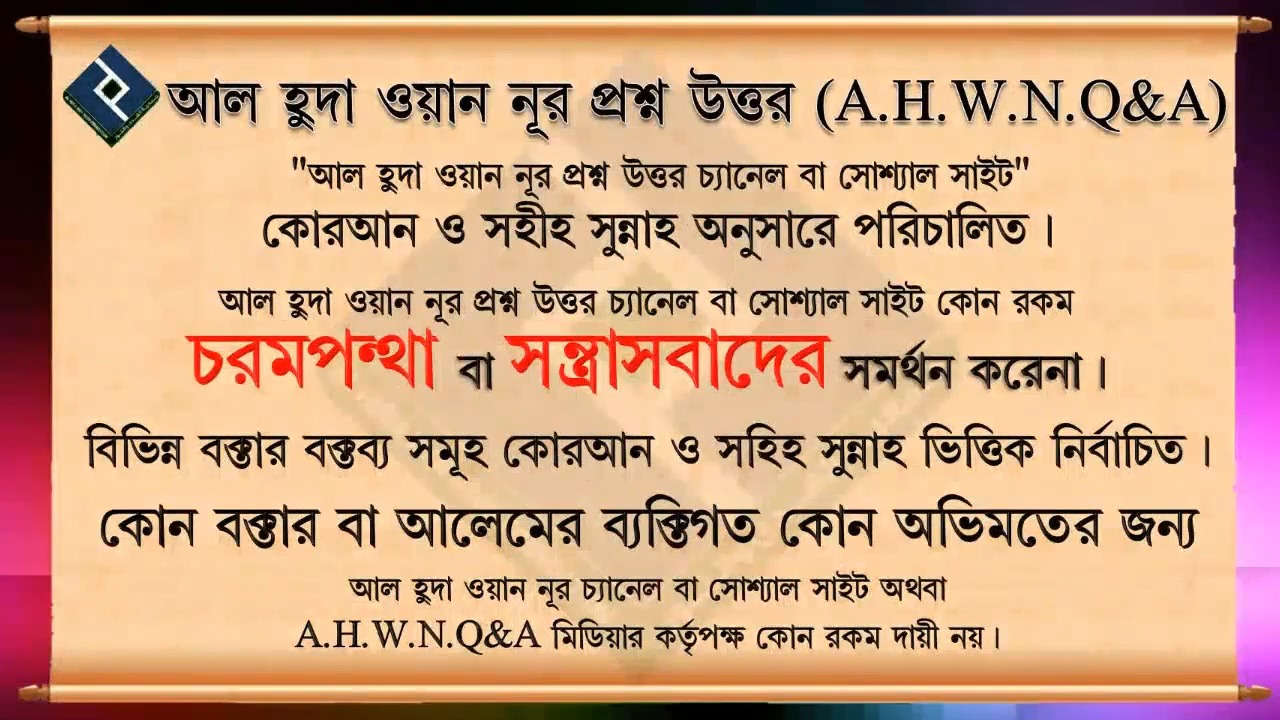 আল হুদা ওয়ান নূর প্রশ্ন উত্তর (A.H.W.N.Q&A)
"আল হুদা ওয়ান নূর প্রশ্ন উত্তর চ্যানেল বা সোশ্যাল সাইট"
কোরআন ও সহীহ সুন্নাহ অনুসারে পরিচালিত।
আল হুদা ওয়ান নূর প্রশ্ন উত্তর চ্যানেল বা সোশ্যাল সাইট কোন রকম
চরমপন্থা বা সন্ত্রাসবাদের সমর্থন করেনা।
বিভিন্ন বক্তার বক্তব্য সমূহ কোরআন ও সহিহ সুন্নাহ ভিত্তিক নির্বাচিত।
কোন বক্তার বা আলেমের ব্যক্তিগত কোন অভিমতের জন্য
আল হুদা ওয়ান নূর চ্যানেল বা সোশ্যাল সাইট অথবা
A.H.W.N.Q&A মিডিয়ার কর্তৃপক্ষ কোন রকম দায়ী নয়।